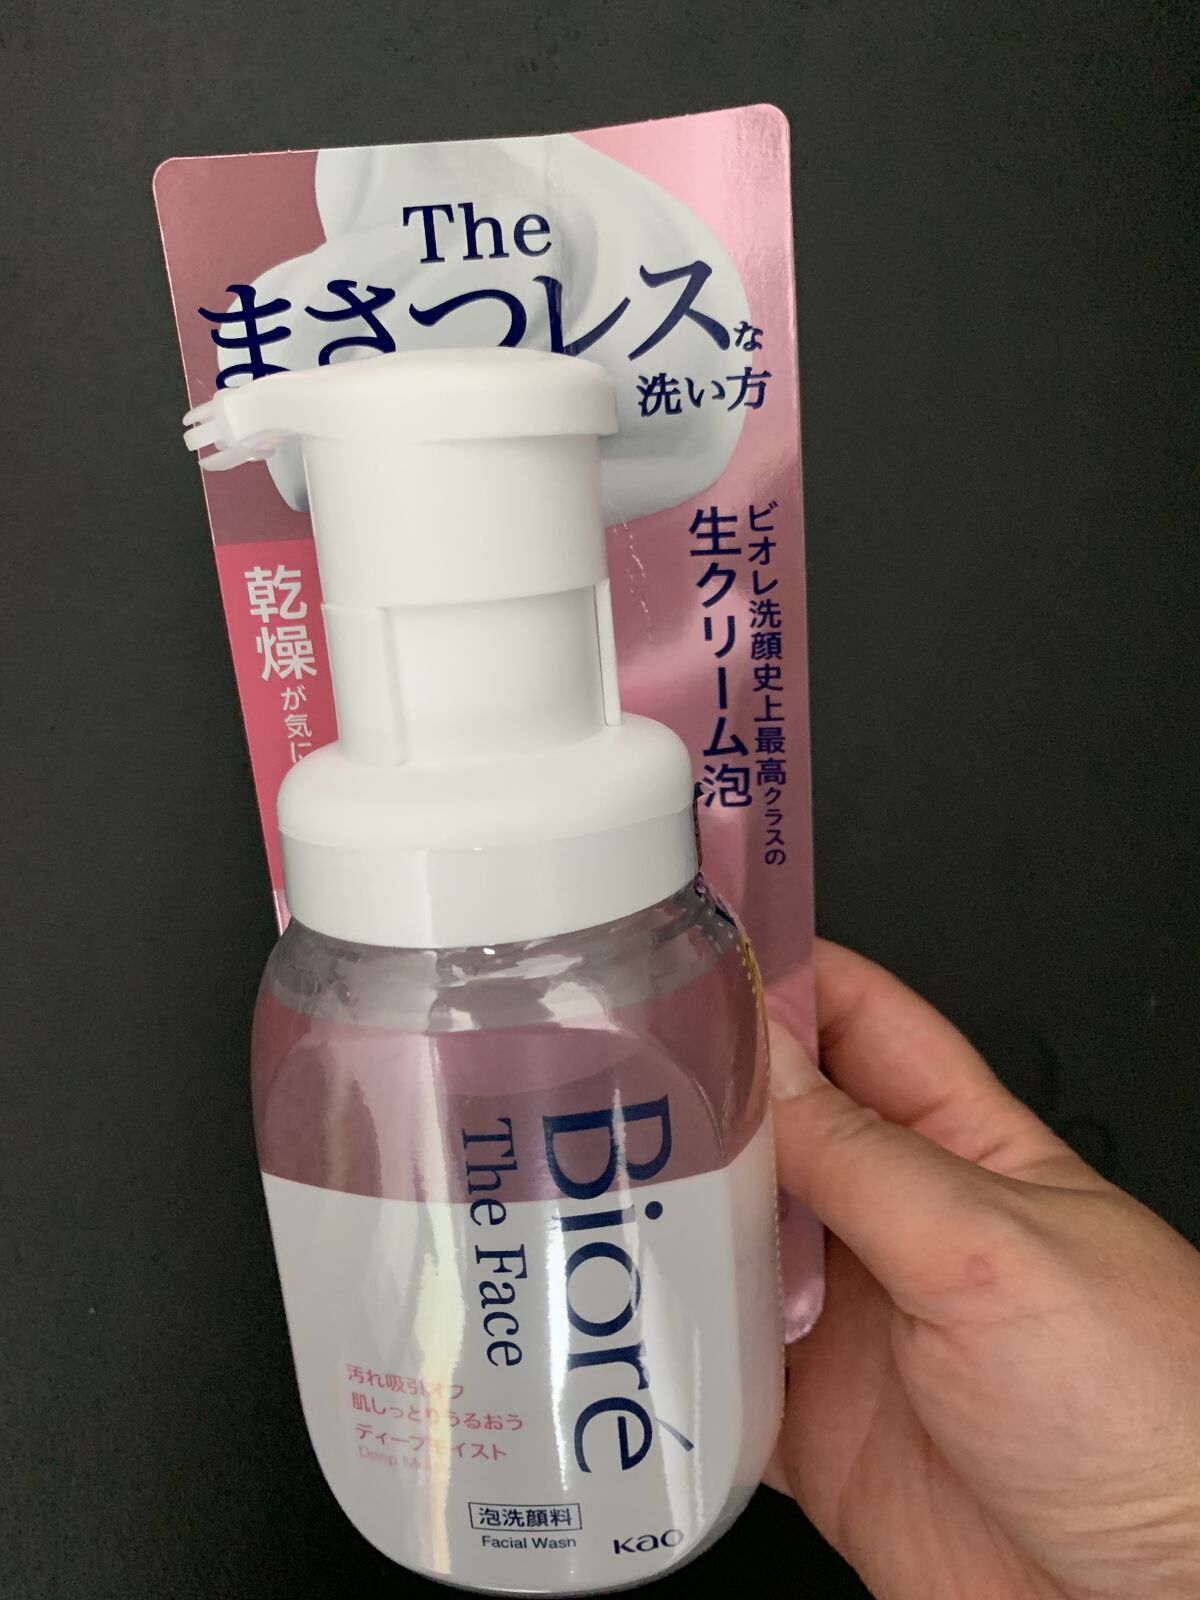 The
まさつレスな
洗い方
ビオレ洗顔史上最高クラスの
生クリーム泡
乾燥が気に
Bioré
The Face
汚れ吸引オフ
肌しっとりうるおう
ディープモイスト
Deep Moist
泡洗顔料
Facial Wash
Kao